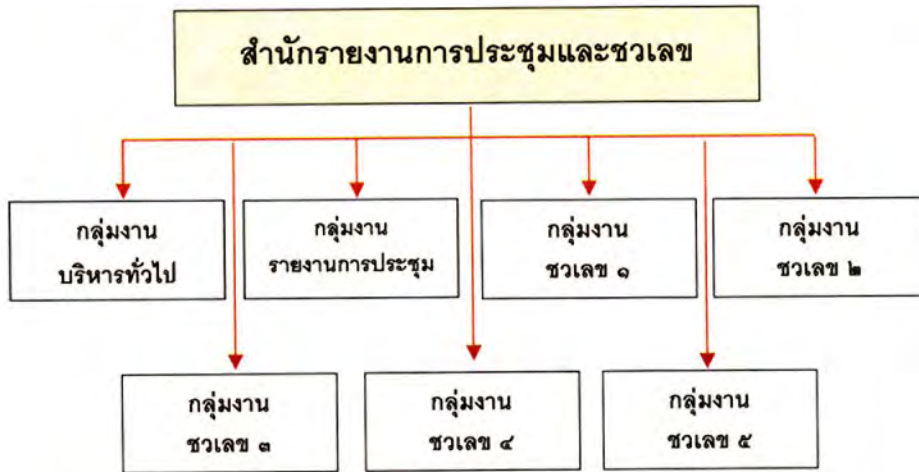 สำนักรายงานการประชุมและชวเลข
กลุ่มงาน
บริหารทั่วไป
กลุ่มงาน
รายงานการประชุม
กลุ่มงาน
ชวเลข ๑
กลุ่มงาน
ชวเลข ๒
กลุ่มงาน
ชวเลข ๓
กลุ่มงาน
ชวเลข ๔
กลุ่มงาน
ชวเลข ๕